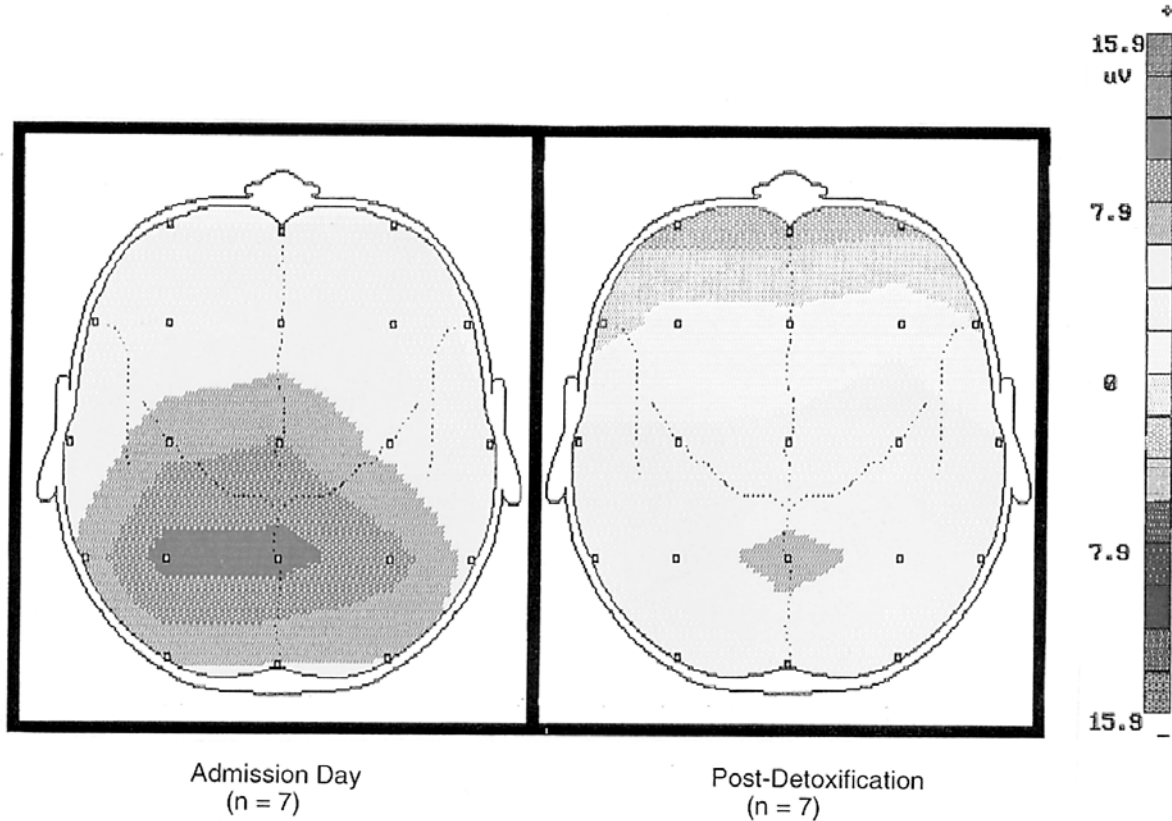 +
15.9
uV
7.9
0
7.9
15.9
−
Admission Day
(n = 7)
Post-Detoxification
(n = 7)